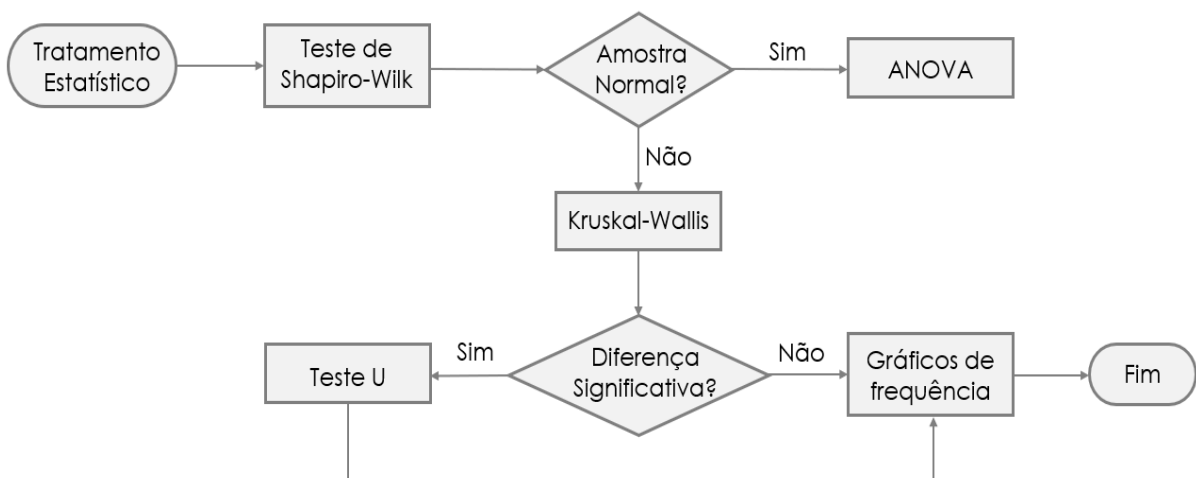 Tratamento
Estatístico
Teste de
Shapiro-Wilk
Amostra
Normal?
Sim
ANOVA
Não
Kruskal-Wallis
Diferença
Significativa?
Sim
Teste U
Não
Gráficos de
frequência
Fim